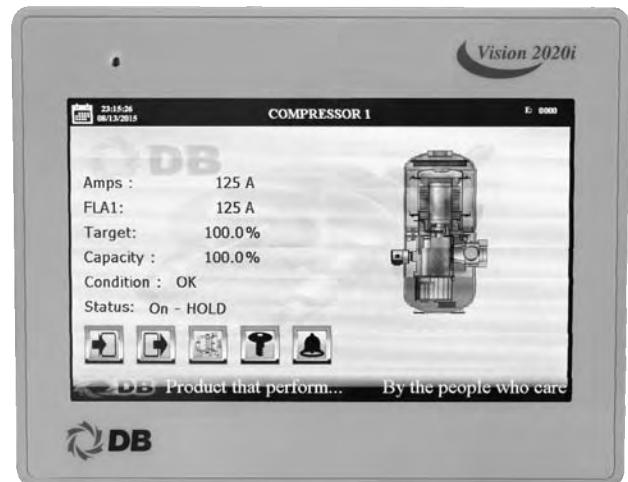 Vision 2020i
23:15:26
08/13/2015
COMPRESSOR 1
E: 0000
DB
Amps : 125 A
FLA1: 125 A
Target: 100.0%
Capacity : 100.0%
Condition : OK
Status: On - HOLD
DB Product that perform... By the people who care
DB